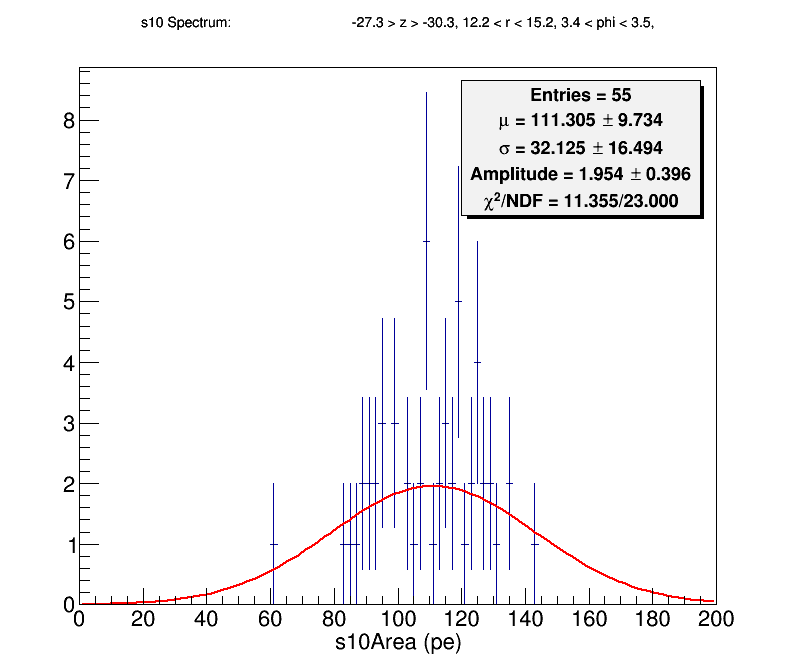 s10 Spectrum: -27.3 > z > -30.3, 12.2 < r < 15.2, 3.4 < phi < 3.5,
Entries = 55
μ = 111.305 ± 9.734
σ = 32.125 ± 16.494
Amplitude = 1.954 ± 0.396
χ²/NDF = 11.355/23.000
8
7
6
5
4
3
2
1
0
0 20 40 60 80 100 120 140 160 180 200
s10Area (pe)